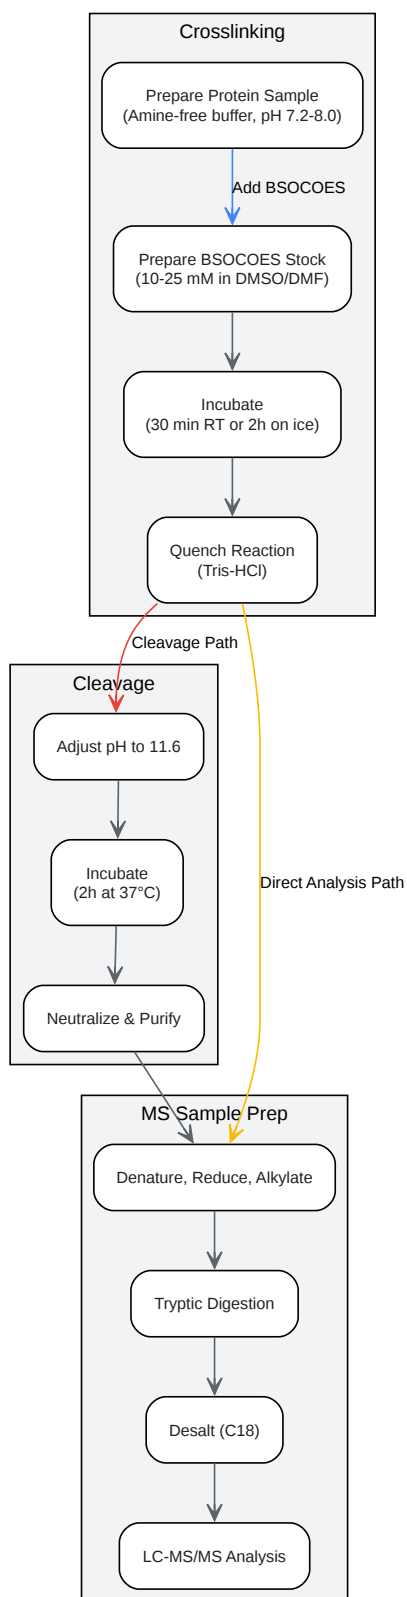 Crosslinking
Prepare Protein Sample
(Amine-free buffer, pH 7.2-8.0)
Add BSOCOES
Prepare BSOCOES Stock
(10-25 mM in DMSO/DMF)
Incubate
(30 min RT or 2h on ice)
Quench Reaction
(Tris-HCl)
Cleavage Path
Cleavage
Adjust pH to 11.6
Incubate
(2h at 37°C)
Direct Analysis Path
Neutralize & Purify
MS Sample Prep
Denature, Reduce, Alkylate
Tryptic Digestion
Desalt (C18)
LC-MS/MS Analysis